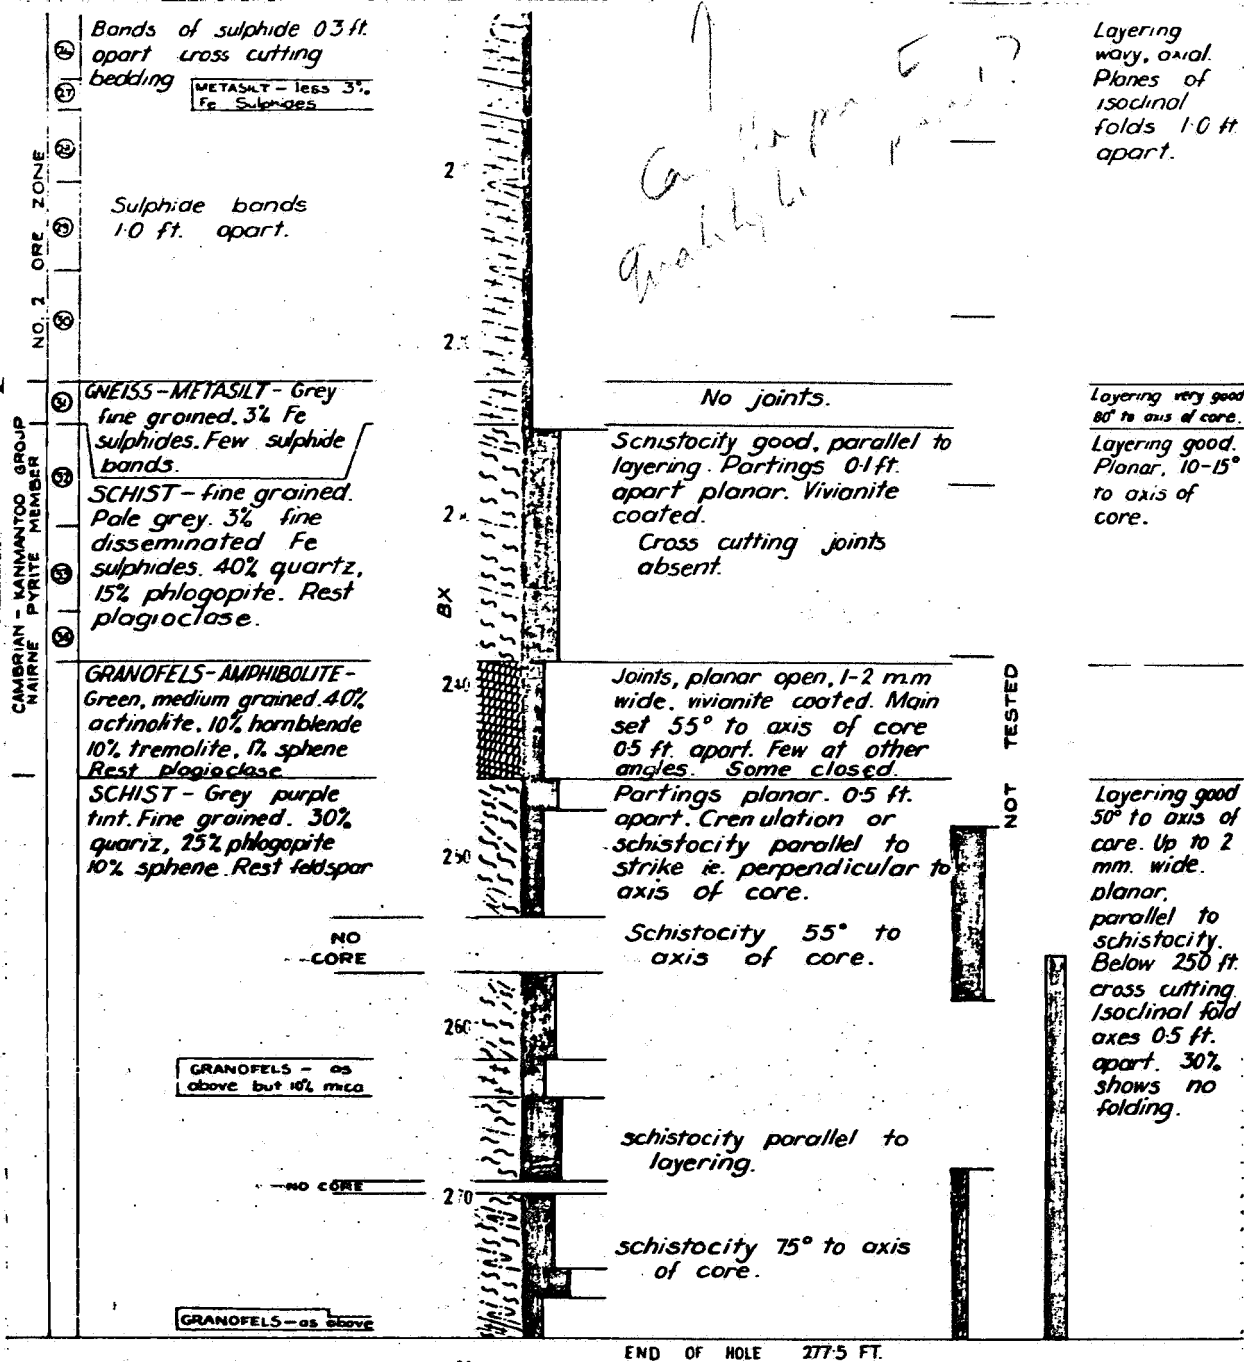 Bands of sulphide 0.3 ft.
apart cross cutting
bedding
METASILT - less 3%
Fe Sulphides
Sulphide bands
1.0 ft. apart.
NO. 2 ORE ZONE
26
27
28
29
30
31
32
33
34
CAMBRIAN - KANMANTOO GROUP
NAIRNE PYRITE MEMBER
GNEISS-METASILT- Grey
fine grained. 3% Fe
sulphides. Few sulphide
bands.
SCHIST - fine grained.
Pale grey. 3% fine
disseminated Fe
sulphides. 40% quartz,
15% phlogopite. Rest
plagioclase.
GRANOFELS-AMPHIBOLITE-
Green, medium grained. 40%
actinolite, 10% hornblende
10% tremolite, 1% sphene
Rest plagioclase
SCHIST - Grey purple
tint. Fine grained. 30%
quartz, 25% phlogopite
10% sphene. Rest feldspar
NO
CORE
GRANOFELS - as
above but 10% mica
NO CORE
GRANOFELS-as above
BX
240
250
260
270
No joints.
Schistocity good, parallel to
layering. Partings 0.1 ft.
apart planar. Vivianite
coated.
Cross cutting joints
absent.
Joints, planar open, 1-2 m.m
wide, vivianite coated. Main
set 55° to axis of core
0.5 ft. apart. Few at other
angles. Some closed.
Partings planar. 0.5 ft.
apart. Crenulation or
schistocity parallel to
strike ie. perpendicular to
axis of core.
Schistocity 55° to
axis of core.
schistocity parallel to
layering.
schistocity 75° to axis
of core.
NOT TESTED
Layering
wavy, axial.
Planes of
isoclinal
folds 1.0 ft.
apart.
Layering very good
80° to axis of core.
Layering good.
Planar, 10-15°
to axis of
core.
Layering good
50° to axis of
core. Up to 2
mm. wide.
planar,
parallel to
schistocity.
Below 250 ft.
cross cutting
Isoclinal fold
axes 0.5 ft.
apart. 30%
shows no
folding.
END OF HOLE 277.5 FT.